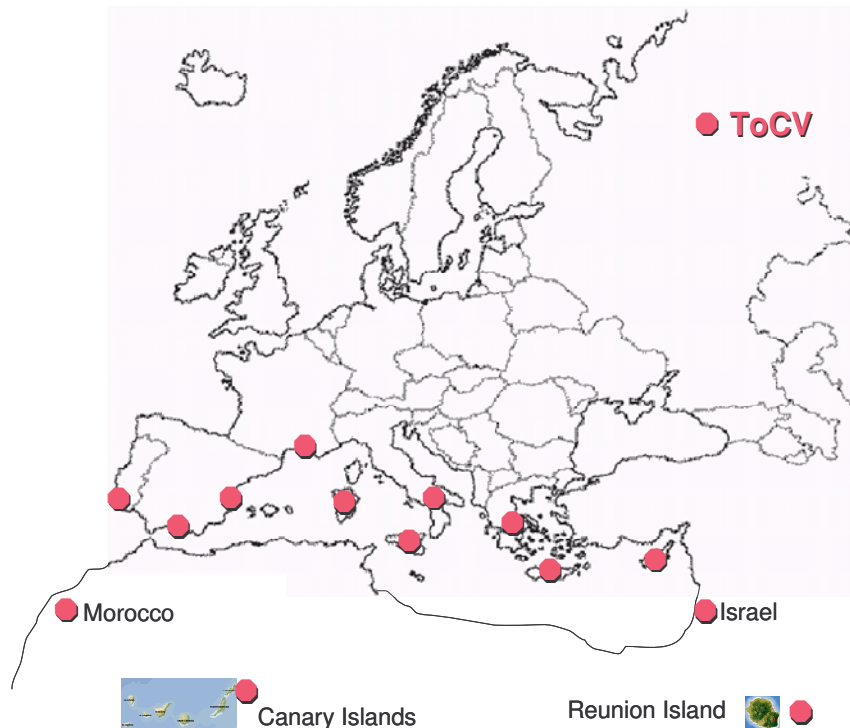 ToCV
Morocco
Israel
Canary Islands
Reunion Island